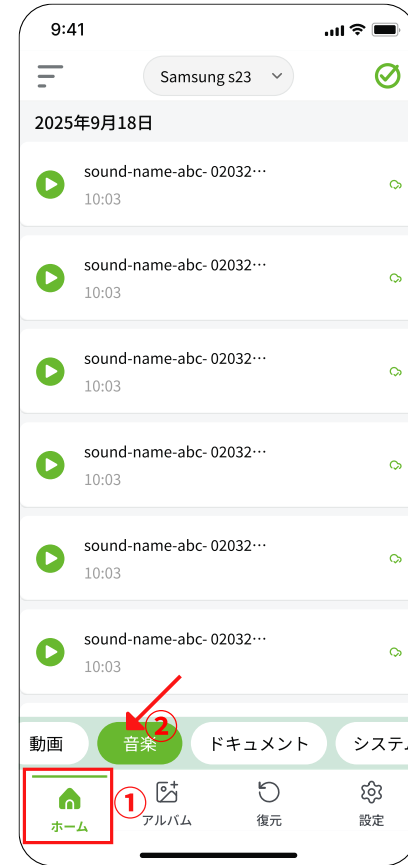 9:41
Samsung s23
2025年9月18日
sound-name-abc- 02032…
10:03
sound-name-abc- 02032…
10:03
sound-name-abc- 02032…
10:03
sound-name-abc- 02032…
10:03
sound-name-abc- 02032…
10:03
sound-name-abc- 02032…
10:03
②
動画 音楽 ドキュメント システム
①
ホーム アルバム 復元 設定